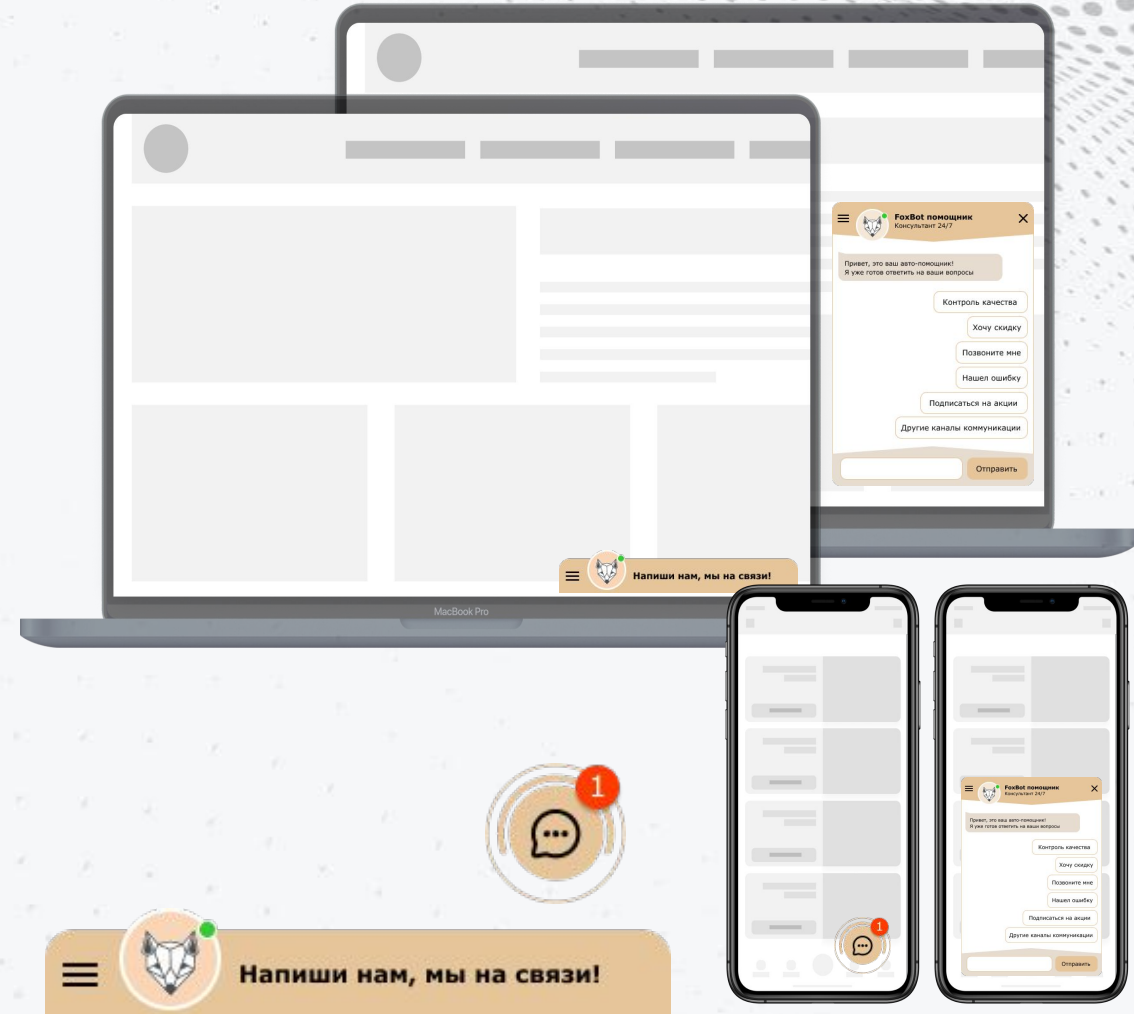 FoxBot помощник
Консультант 24/7
Привет, это ваш авто-помощник!
Я уже готов ответить на ваши вопросы
Контроль качества
Хочу скидку
Позвоните мне
Нашел ошибку
Подписаться на акции
Другие каналы коммуникации
Отправить
Напиши нам, мы на связи!
MacBook Pro
1
Напиши нам, мы на связи!
1
FoxBot помощник
Консультант 24/7
Привет, это ваш авто-помощник!
Я уже готов ответить на ваши вопросы
Контроль качества
Хочу скидку
Позвоните мне
Нашел ошибку
Подписаться на акции
Другие каналы коммуникации
Отправить